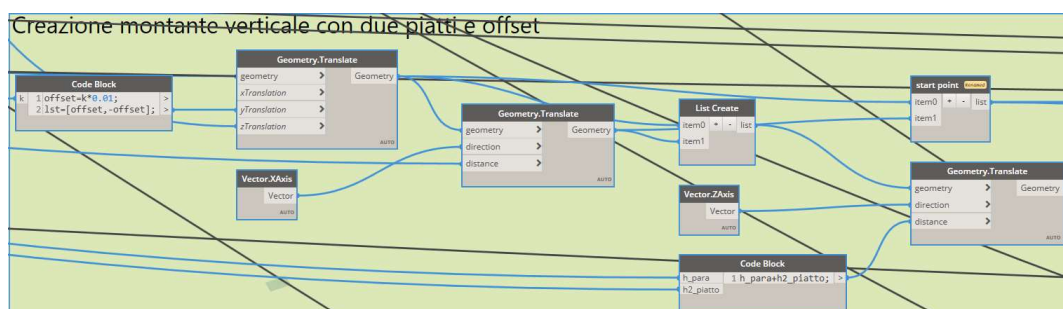 Creazione montante verticale con due piatti e offset
Code Block
k 1 offset=k*0.01; >
2 lst=[offset,-offset]; >
Geometry.Translate
geometry > Geometry
xTranslation >
yTranslation >
zTranslation >
AUTO
Vector.XAxis
Vector
AUTO
Geometry.Translate
geometry > Geometry
direction >
distance >
AUTO
List Create
item0 + - list
item1
AUTO
Vector.ZAxis
Vector
AUTO
Code Block
h_para 1 h_para+h2_piatto; >
h2_piatto
start point Renamed
item0 + - list
item1
AUTO
Geometry.Translate
geometry > Geometry
direction >
distance >
AUTO